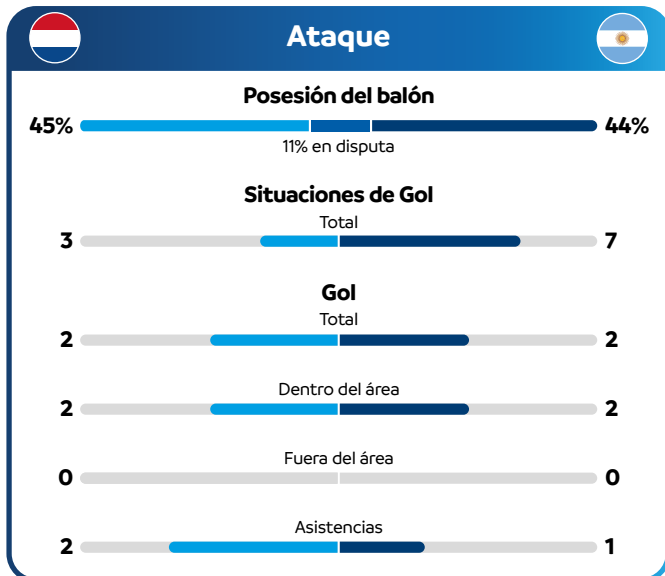 Ataque
Posesión del balón
45% 44%
11% en disputa
Situaciones de Gol
Total
3 7
Gol
Total
2 2
Dentro del área
2 2
Fuera del área
0 0
Asistencias
2 1